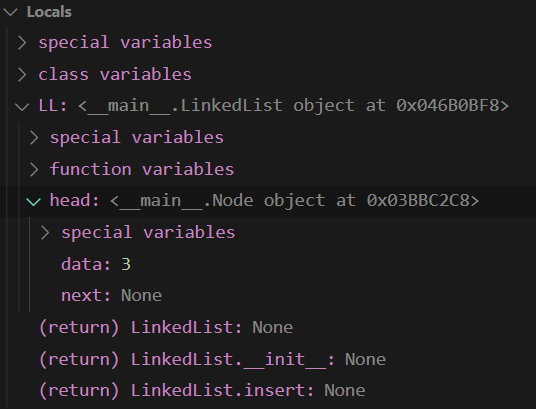 Locals
special variables
class variables
LL: <__main__.LinkedList object at 0x046B0BF8>
special variables
function variables
head: <__main__.Node object at 0x03BBC2C8>
special variables
data: 3
next: None
(return) LinkedList: None
(return) LinkedList.__init__: None
(return) LinkedList.insert: None